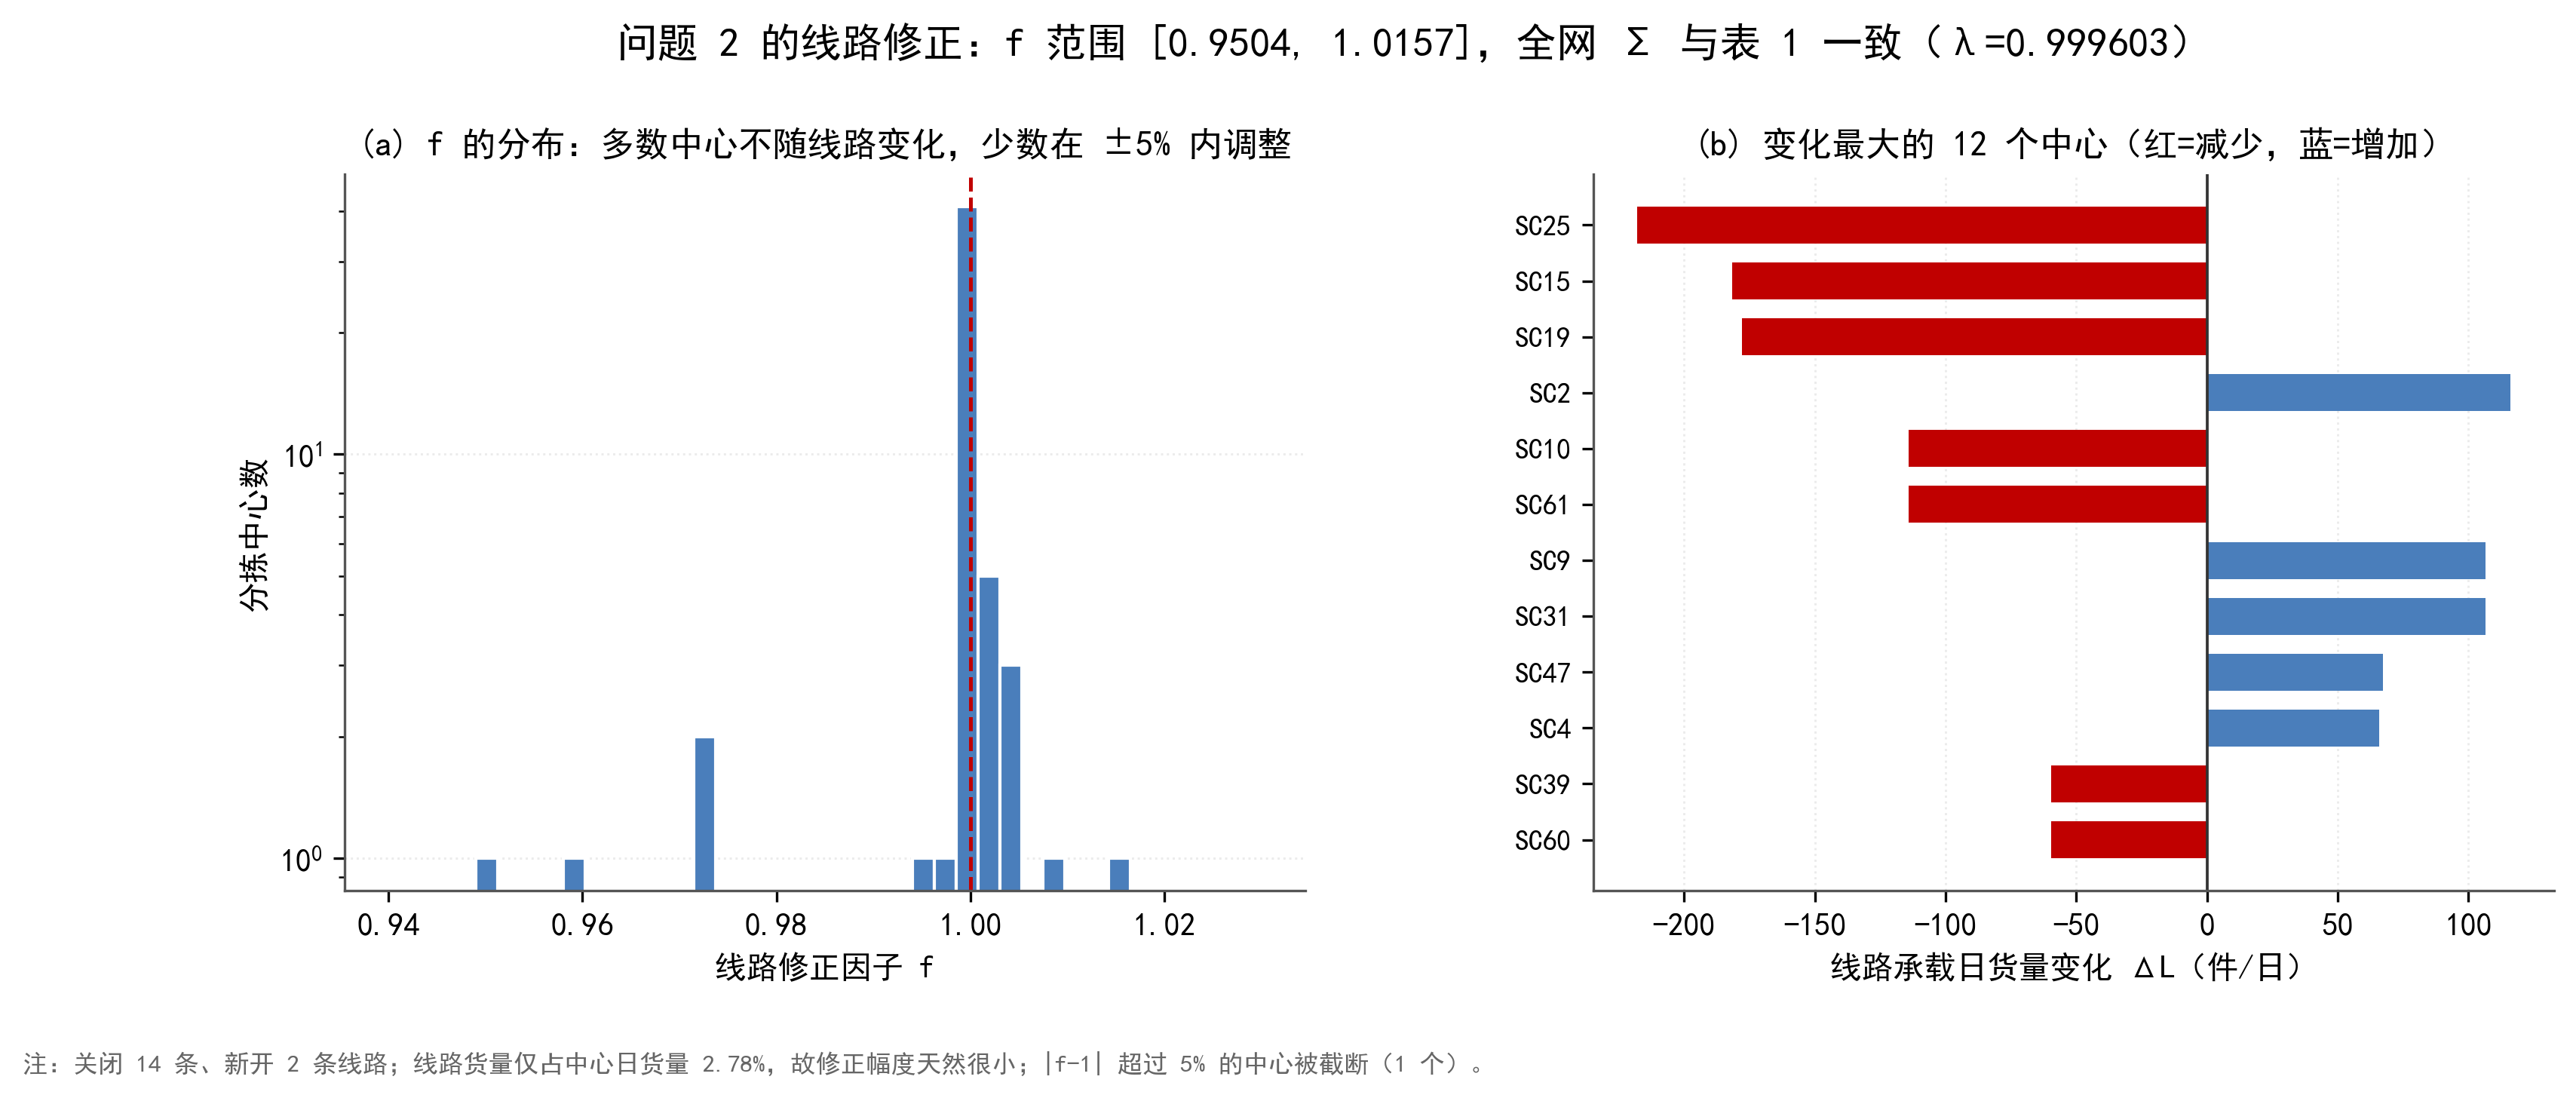 问题 2 的线路修正：f 范围 [0.9504, 1.0157]，全网 Σ 与表 1 一致（λ=0.999603）
(a) f 的分布：多数中心不随线路变化，少数在 ±5% 内调整
分拣中心数
10¹
10⁰
0.94 0.96 0.98 1.00 1.02
线路修正因子 f
(b) 变化最大的 12 个中心（红=减少，蓝=增加）
SC25
SC15
SC19
SC2
SC10
SC61
SC9
SC31
SC47
SC4
SC39
SC60
−200 −150 −100 −50 0 50 100
线路承载日货量变化 ΔL（件/日）
注：关闭 14 条、新开 2 条线路；线路货量仅占中心日货量 2.78%，故修正幅度天然很小；|f−1| 超过 5% 的中心被截断（1 个）。